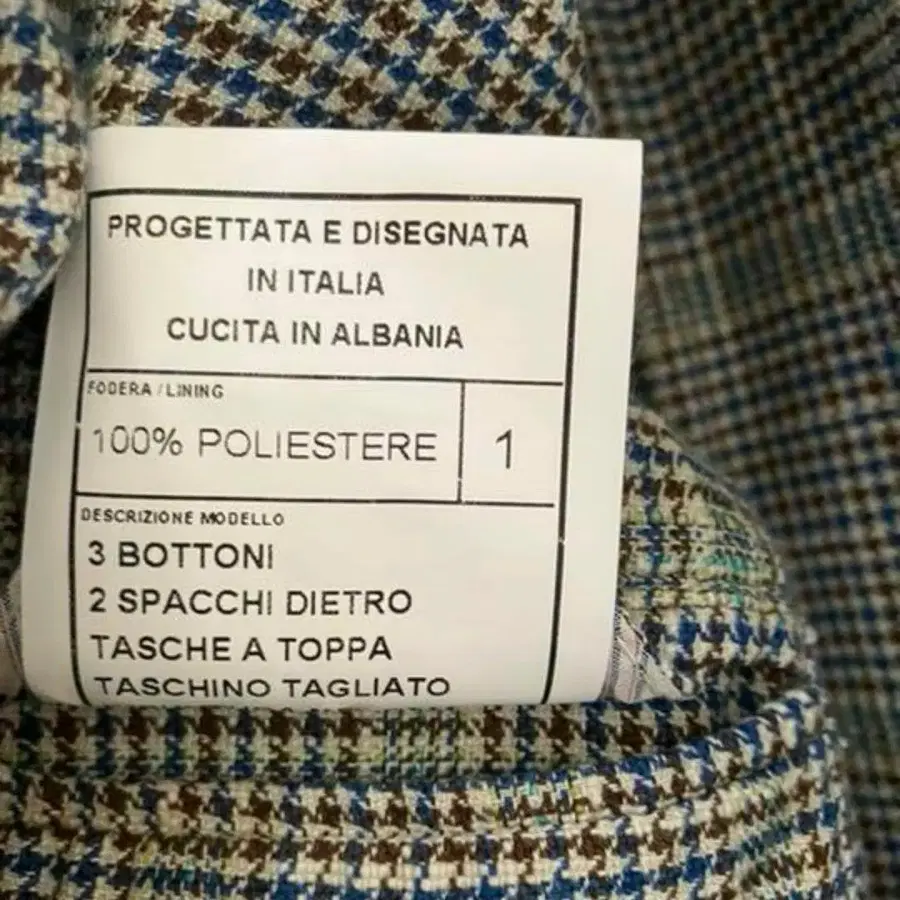 PROGETTATA E DISEGNATA
IN ITALIA
CUCITA IN ALBANIA
FODERA / LINING
100% POLIESTERE 1
DESCRIZIONE MODELLO
3 BOTTONI
2 SPACCHI DIETRO
TASCHE A TOPPA
TASCHINO TAGLIATO